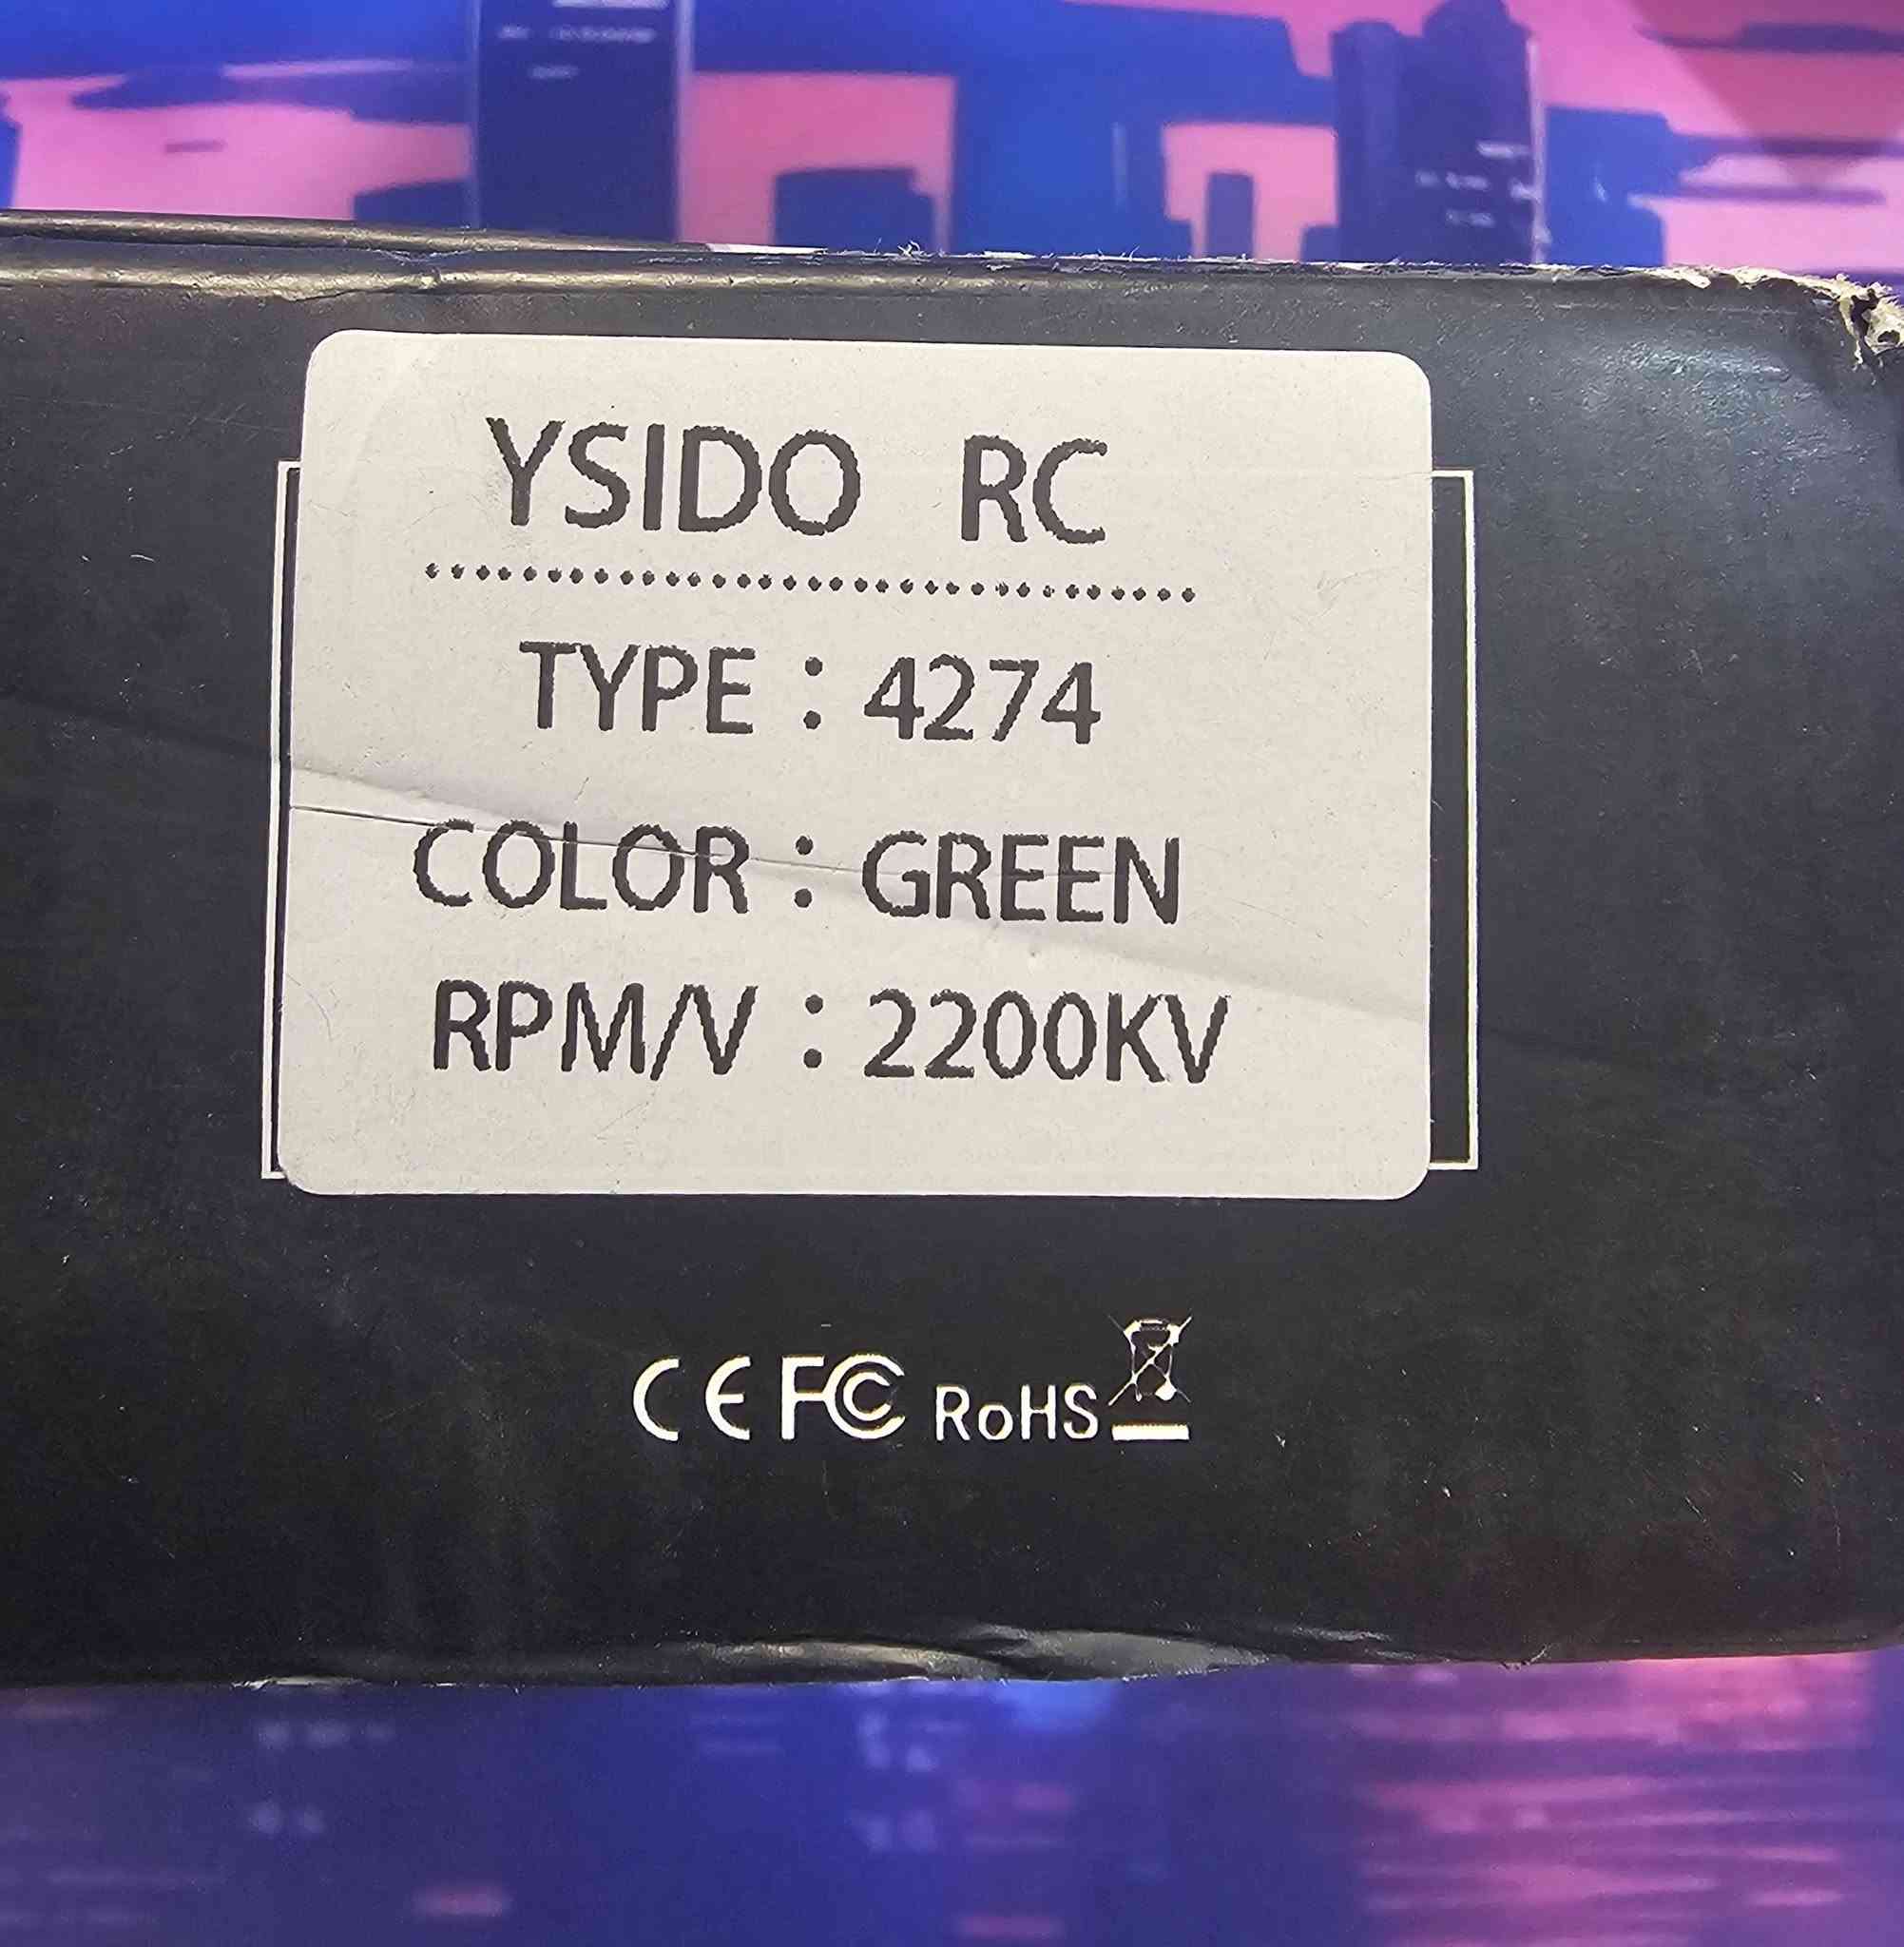 YSIDO RC
TYPE : 4274
COLOR : GREEN
RPM/V : 2200KV
CE FC RoHS